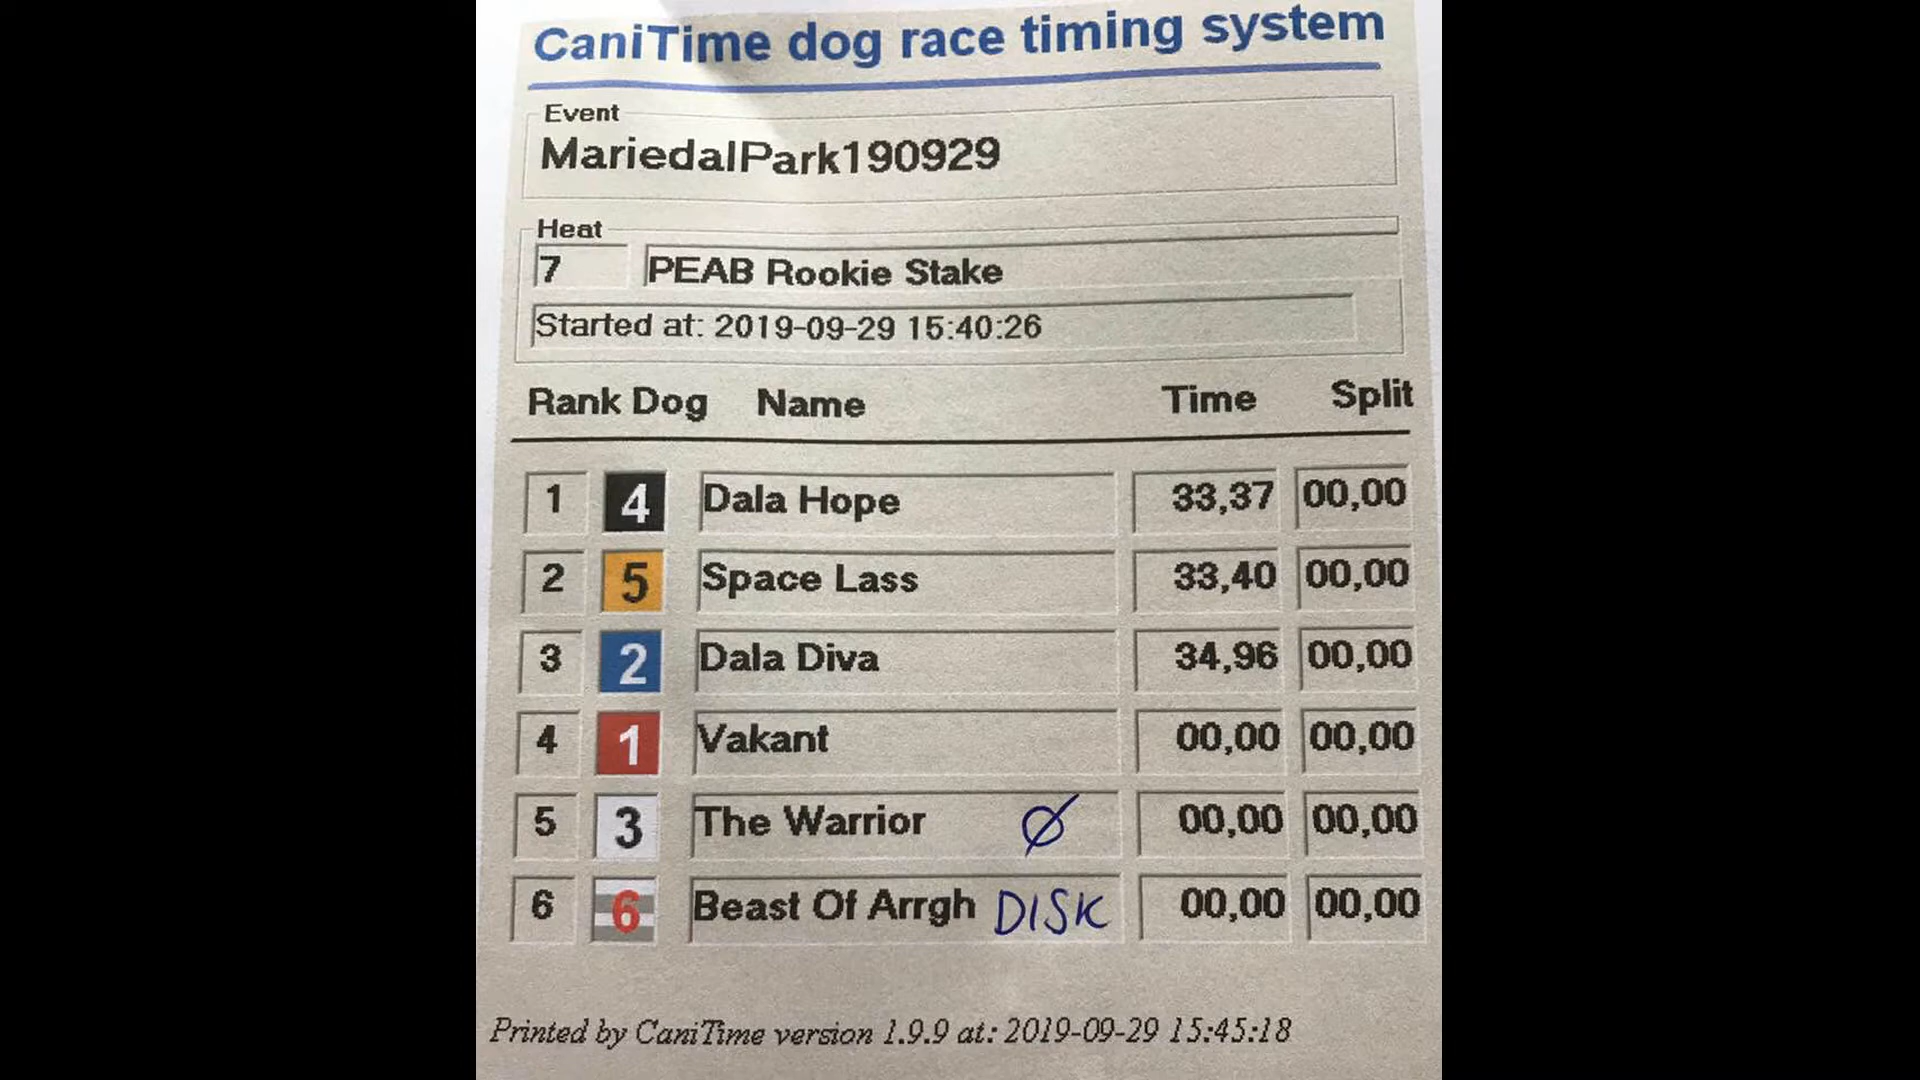 CaniTime dog race timing system
Event
MariedalPark190929
Heat
7 PEAB Rookie Stake
Started at: 2019-09-29 15:40:26
Rank Dog Name Time Split
1 4 Dala Hope 33,37 00,00
2 5 Space Lass 33,40 00,00
3 2 Dala Diva 34,96 00,00
4 1 Vakant 00,00 00,00
5 3 The Warrior Ø 00,00 00,00
6 6 Beast Of Arrgh DISK 00,00 00,00
Printed by CaniTime version 1.9.9 at: 2019-09-29 15:45:18